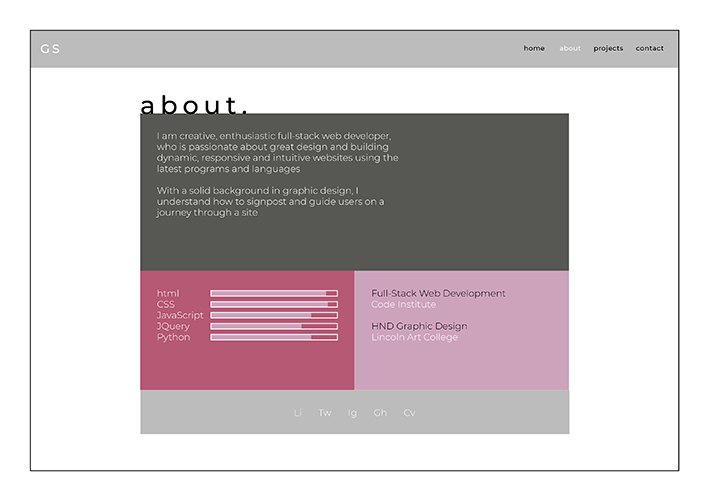 GS
home about projects contact
about.
I am creative, enthusiastic full-stack web developer,
who is passionate about great design and building
dynamic, responsive and intuitive websites using the
latest programs and languages
With a solid background in graphic design, I
understand how to signpost and guide users on a
journey through a site
html
CSS
JavaScript
JQuery
Python
Full-Stack Web Development
Code Institute
HND Graphic Design
Lincoln Art College
Li Tw Ig Gh Cv